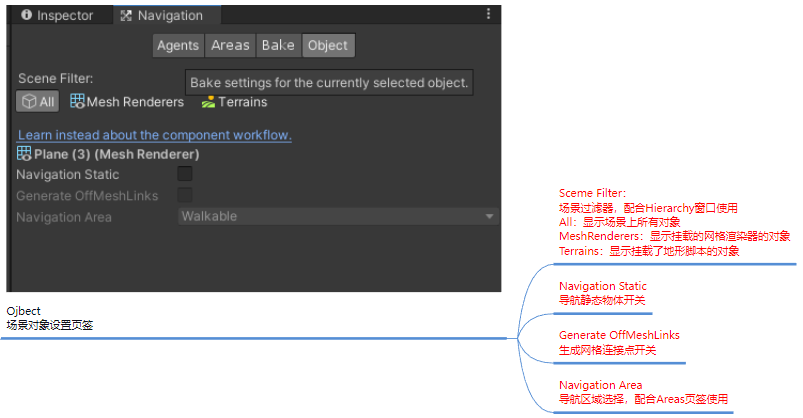 Inspector
Navigation
Agents
Areas
Bake
Object
Scene Filter:
Bake settings for the currently selected object.
All
Mesh Renderers
Terrains
Learn instead about the component workflow.
Plane (3) (Mesh Renderer)
Navigation Static
Generate OffMeshLinks
Navigation Area
Walkable
Ojbect
场景对象设置页签
Sceme Filter:
场景过滤器，配合Hierarchy窗口使用
All：显示场景上所有对象
MeshRenderers：显示挂载的网格渲染器的对象
Terrains：显示挂载了地形脚本的对象
Navigation Static
导航静态物体开关
Generate OffMeshLinks
生成网格连接点开关
Navigation Area
导航区域选择，配合Areas页签使用